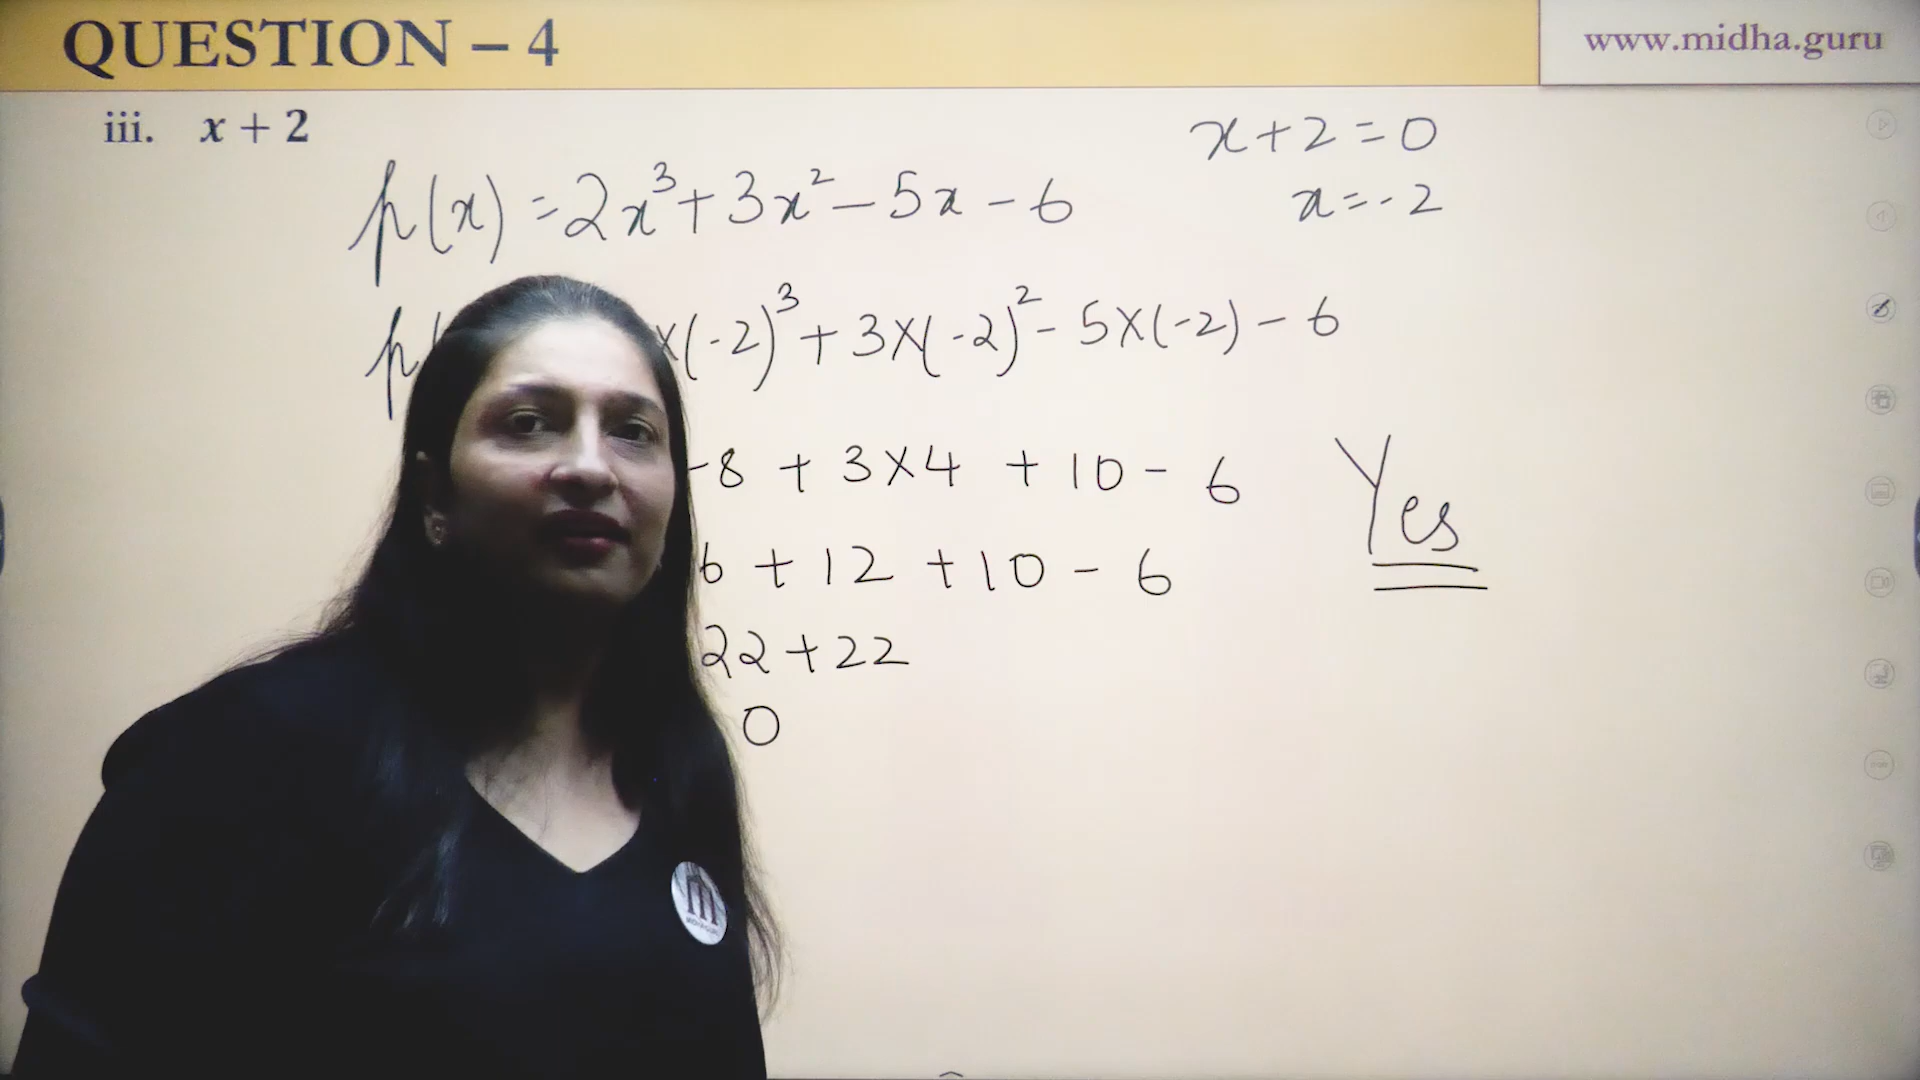 QUESTION – 4
www.midha.guru
iii. x + 2
x + 2 = 0
x = - 2
p(x) = 2x³ + 3x² – 5x – 6
p( x(-2)³ + 3x(-2)² - 5x(-2) - 6
-8 + 3x4 + 10 - 6
6 + 12 + 10 - 6
22 + 22
0
Yes